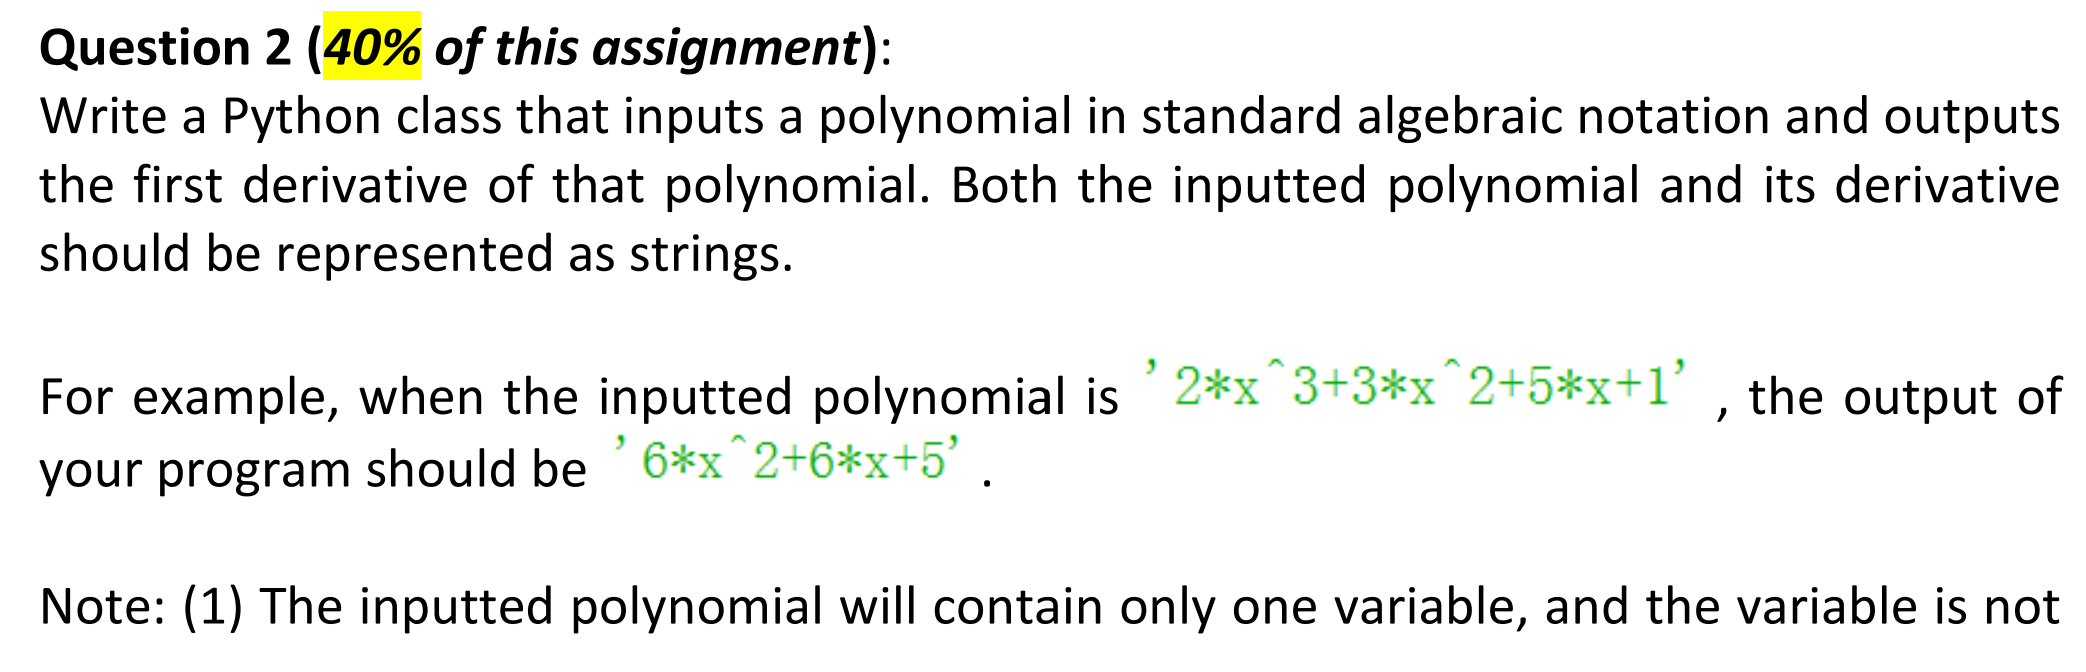 Question 2 (40% of this assignment):
Write a Python class that inputs a polynomial in standard algebraic notation and outputs
the first derivative of that polynomial. Both the inputted polynomial and its derivative
should be represented as strings.
For example, when the inputted polynomial is ’2*x^3+3*x^2+5*x+1’, the output of
your program should be ’6*x^2+6*x+5’.
Note: (1) The inputted polynomial will contain only one variable, and the variable is not